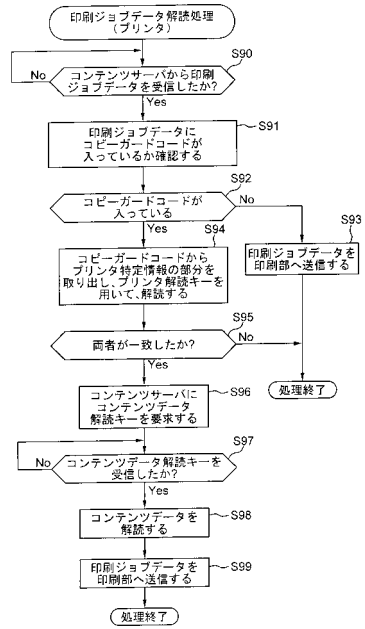 印刷ジョブデータ解読処理
（プリンタ）
S90
コンテンツサーバから印刷
ジョブデータを受信したか?
No
Yes
S91
印刷ジョブデータに
コピーガードコードが
入っているか確認する
S92
コピーガードコードが
入っている
No
Yes
S93
印刷ジョブデータを
印刷部へ送信する
S94
コピーガードコードから
プリンタ特定情報の部分を
取り出し、プリンタ解読キーを
用いて、解読する
S95
両者が一致したか?
No
Yes
処理終了
S96
コンテンツサーバに
コンテンツデータ
解読キーを要求する
S97
コンテンツデータ解読キーを
受信したか?
No
Yes
S98
コンテンツデータを
解読する
S99
印刷ジョブデータを
印刷部へ送信する
処理終了